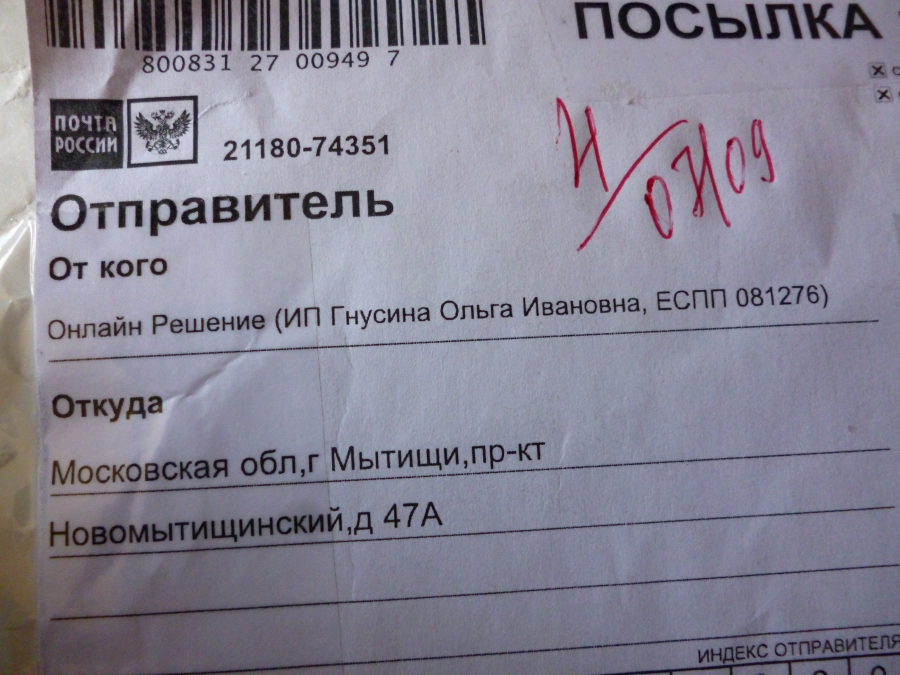 ПОСЫЛКА
800831 27 00949 7
ПОЧТА
РОССИИ
21180-74351
Отправитель
От кого
Онлайн Решение (ИП Гнусина Ольга Ивановна, ЕСПП 081276)
Откуда
Московская обл,г Мытищи,пр-кт
Новомытищинский,д 47А
ИНДЕКС ОТПРАВИТЕЛЯ